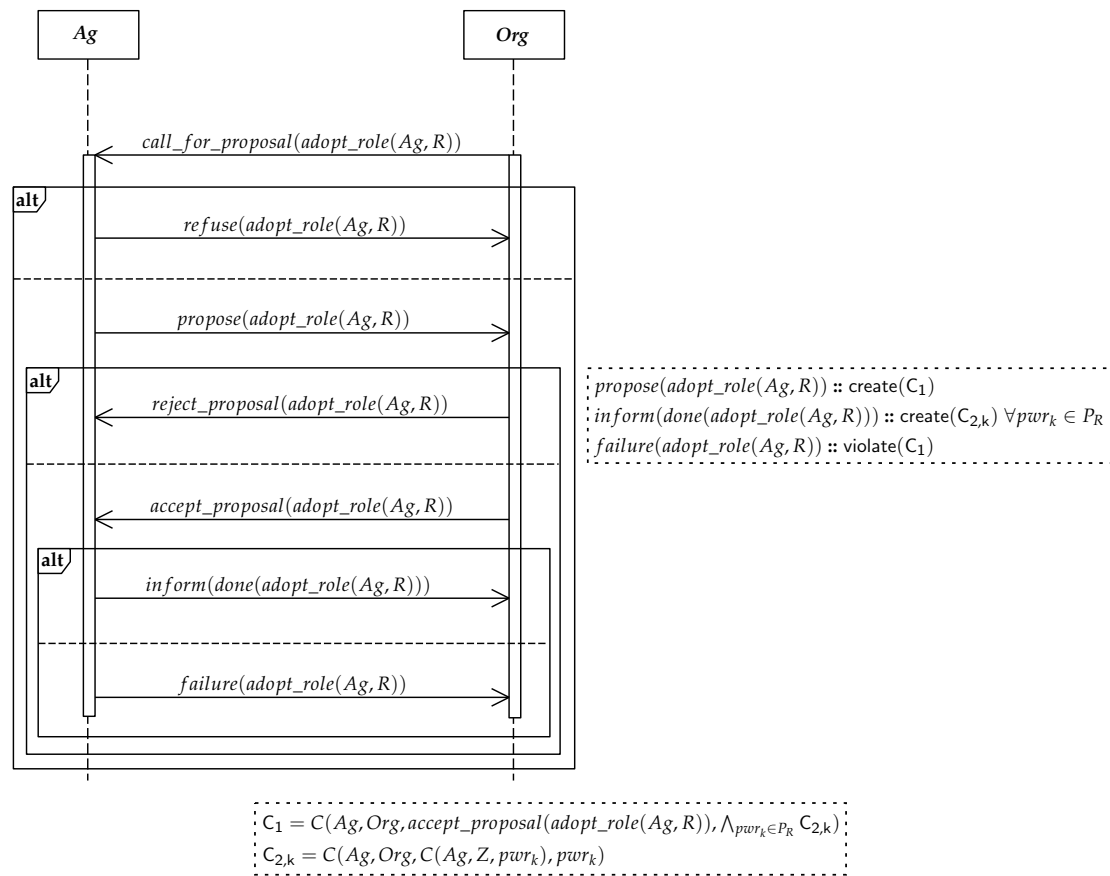 Ag
Org
call_for_proposal(adopt_role(Ag, R))
alt
refuse(adopt_role(Ag, R))
propose(adopt_role(Ag, R))
alt
reject_proposal(adopt_role(Ag, R))
accept_proposal(adopt_role(Ag, R))
alt
inform(done(adopt_role(Ag, R)))
failure(adopt_role(Ag, R))
propose(adopt_role(Ag, R)) :: create(C₁)
inform(done(adopt_role(Ag, R))) :: create(C₂,ₖ) ∀pwrₖ ∈ P_R
failure(adopt_role(Ag, R)) :: violate(C₁)
C₁ = C(Ag, Org, accept_proposal(adopt_role(Ag, R)), ⋀_{pwrₖ∈P_R} C₂,ₖ)
C₂,ₖ = C(Ag, Org, C(Ag, Z, pwrₖ), pwrₖ)